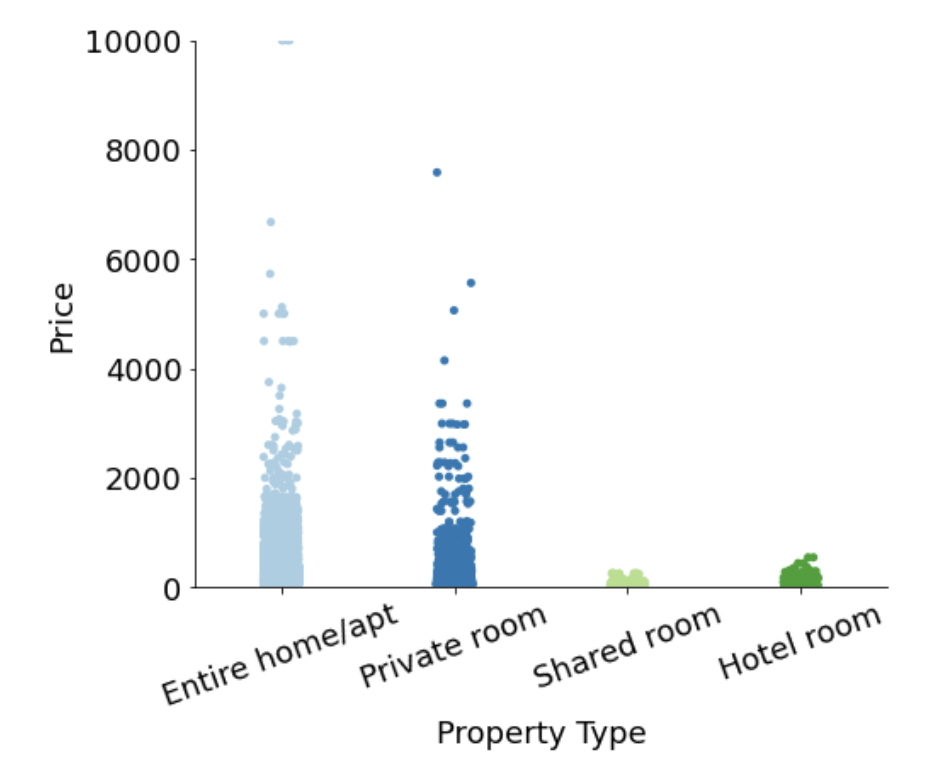 10000
8000
6000
4000
2000
0
Price
Entire home/apt
Private room
Shared room
Hotel room
Property Type